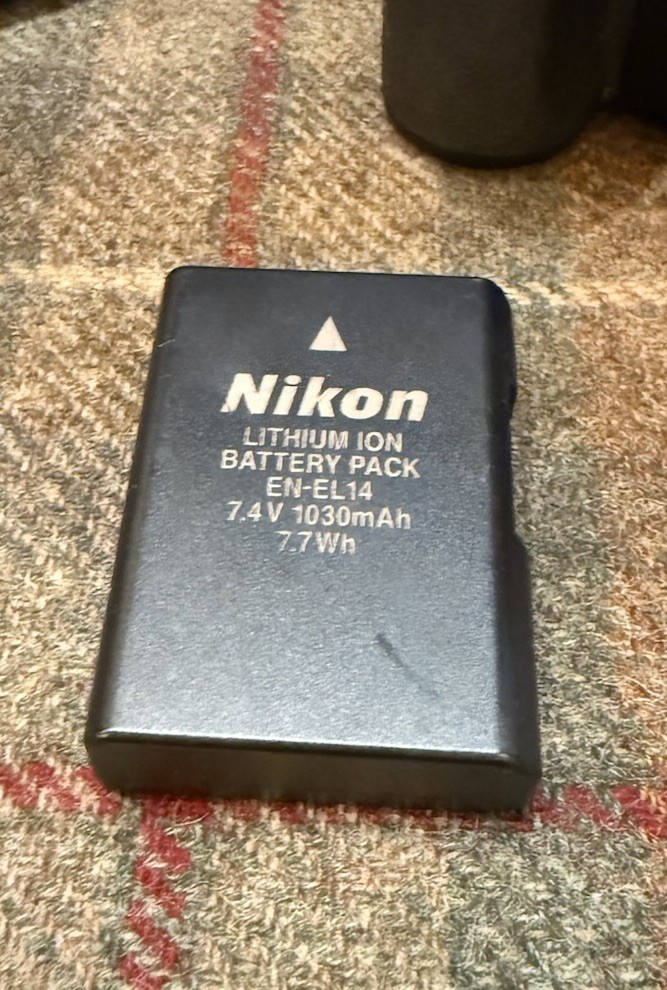 Nikon
LITHIUM ION
BATTERY PACK
EN-EL14
7.4V 1030mAh
7.7Wh